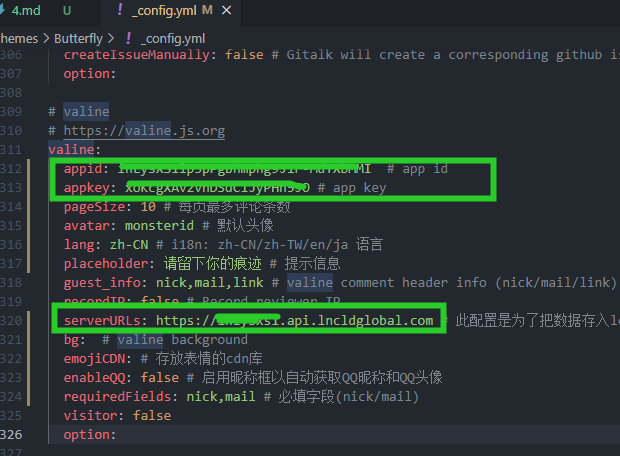 4.md U ! _config.yml M ×
hemes > Butterfly > ! _config.yml
306 createIssueManually: false # Gitalk will create a corresponding github is
307 option:
308
309 # valine
310 # https://valine.js.org
311 valine:
312 appid: # app id
313 appkey: # app key
314 pageSize: 10 # 每页最多评论条数
315 avatar: monsterid # 默认头像
316 lang: zh-CN # i18n: zh-CN/zh-TW/en/ja 语言
317 placeholder: 请留下你的痕迹 # 提示信息
318 guest_info: nick,mail,link # valine comment header info (nick/mail/link)
319 recordIP: false # Record reviewer IP
320 serverURLs: https:// .api.lncldglobal.com # 此配置是为了把数据存入l
321 bg: # valine background
322 emojiCDN: # 存放表情的cdn库
323 enableQQ: false # 启用昵称框以自动获取QQ昵称和QQ头像
324 requiredFields: nick,mail # 必填字段(nick/mail)
325 visitor: false
326 option:
327